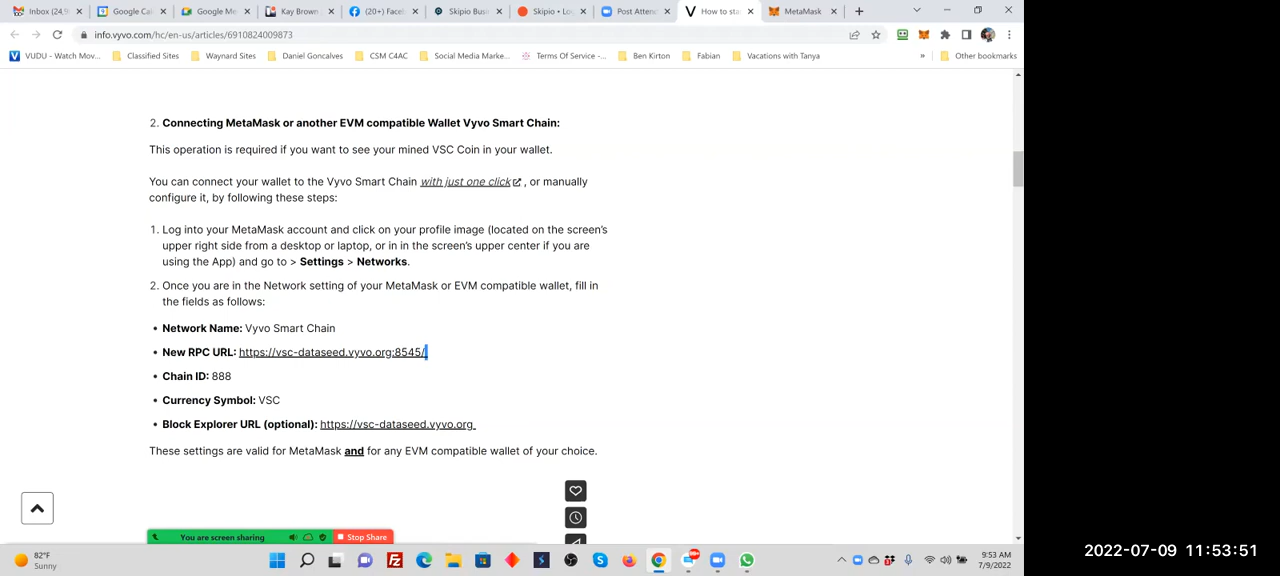 Inbox (24,9
Google Cal
Google Me
Kay Brown
(20+) Faceb
Skipio Busi
Skipio • Lo
Post Atten
How to sta
MetaMask
info.vyvo.com/hc/en-us/articles/6910824009873
VUDU - Watch Mov... Classified Sites Waynard Sites Daniel Goncalves CSM C4AC Social Media Marke... Terms Of Service -... Ben Kirton Fabian Vacations with Tanya » Other bookmarks
2. Connecting MetaMask or another EVM compatible Wallet Vyvo Smart Chain:
This operation is required if you want to see your mined VSC Coin in your wallet.
You can connect your wallet to the Vyvo Smart Chain with just one click , or manually
configure it, by following these steps:
1. Log into your MetaMask account and click on your profile image (located on the screen's
upper right side from a desktop or laptop, or in in the screen's upper center if you are
using the App) and go to > Settings > Networks.
2. Once you are in the Network setting of your MetaMask or EVM compatible wallet, fill in
the fields as follows:
• Network Name: Vyvo Smart Chain
• New RPC URL: https://vsc-dataseed.vyvo.org:8545/
• Chain ID: 888
• Currency Symbol: VSC
• Block Explorer URL (optional): https://vsc-dataseed.vyvo.org
These settings are valid for MetaMask and for any EVM compatible wallet of your choice.
You are screen sharing Stop Share
82°F
Sunny
9:53 AM
7/9/2022
2022-07-09 11:53:51